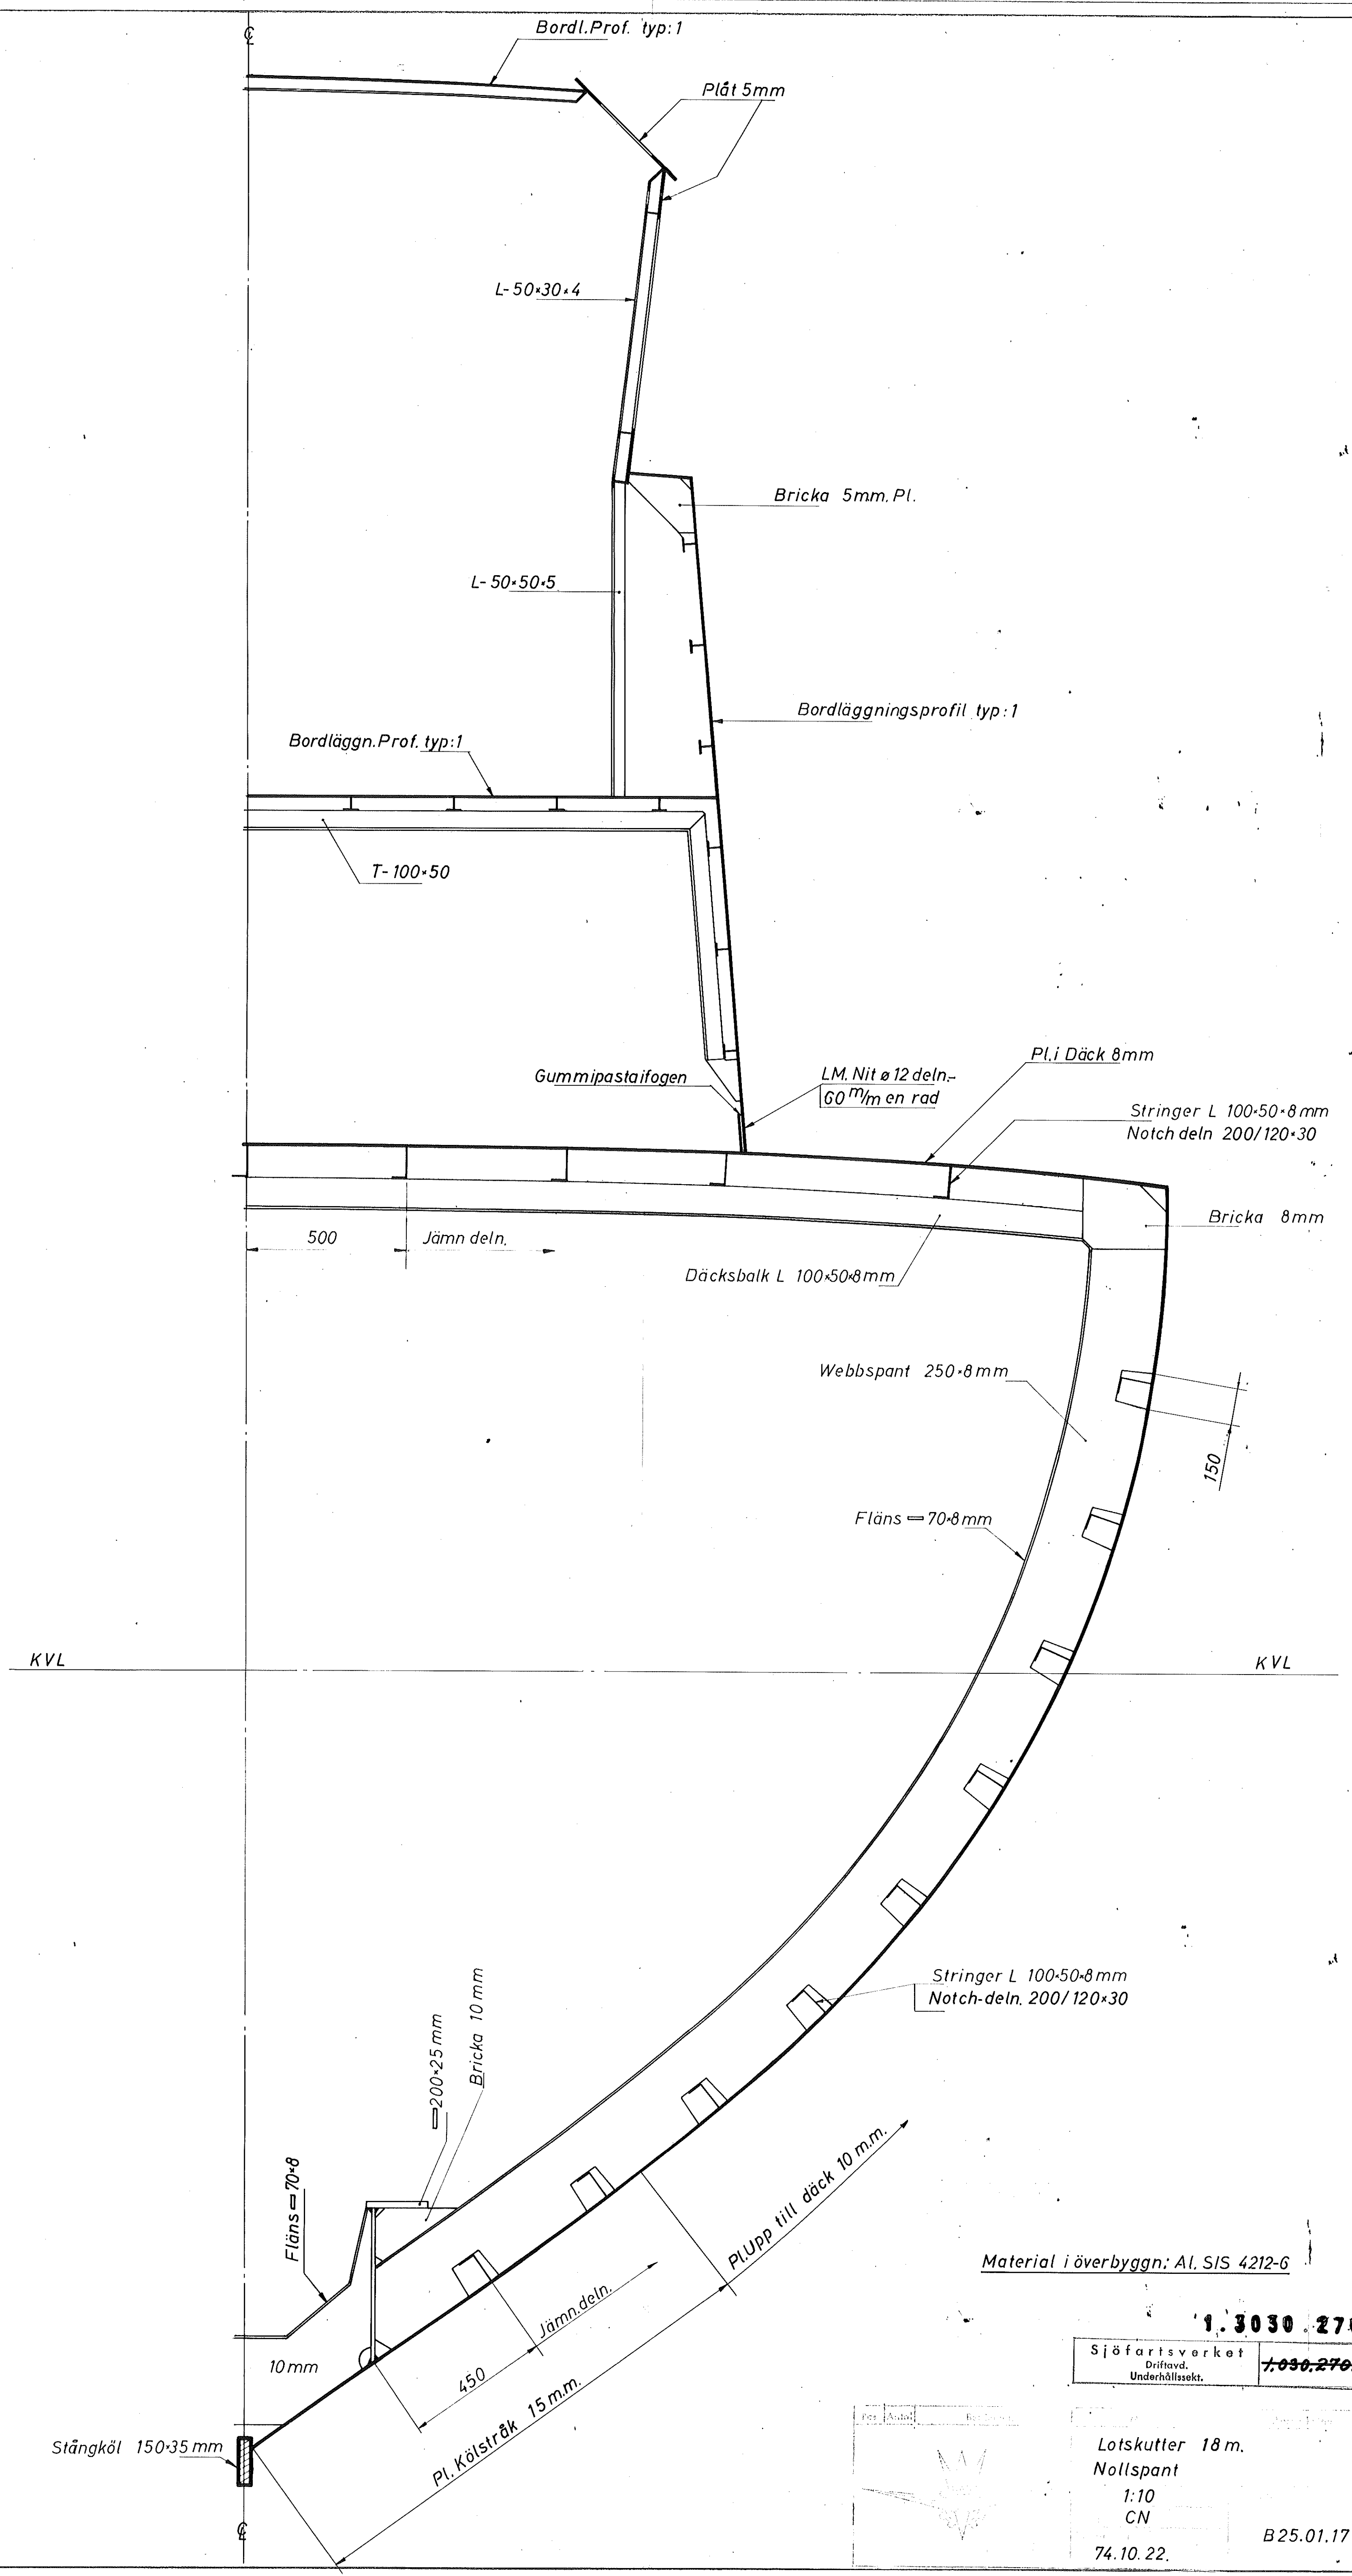 Bordl.Prof. typ:1
Plåt 5mm
L-50×30×4
Bricka 5mm. Pl.
L-50×50×5
Bordläggningsprofil typ:1
Bordläggn.Prof. typ:1
T-100×50
Pl.i Däck 8mm
Gummipastaifogen
LM. Nit ø 12 deln.-
60 m/m en rad
Stringer L 100×50×8mm
Notch deln 200/120×30
Bricka 8mm
500
Jämn deln.
Däcksbalk L 100×50×8mm
Webbspant 250×8mm
150
Fläns 70×8mm
KVL
KVL
Stringer L 100×50×8mm
Notch-deln. 200/120×30
200×25mm
Bricka 10mm
Fläns 70×8
Pl.Upp till däck 10 m.m.
Jämn.deln.
450
Pl. Kölstråk 15 m.m.
10mm
Stångköl 150×35mm
Material i överbyggn: Al. SIS 4212-6
1.3030.27
Sjöfartsverket
Driftavd.
Underhållssekt.
1.030.270
Lotskutter 18 m.
Nollspant
1:10
CN
B25.01.17
74.10.22.